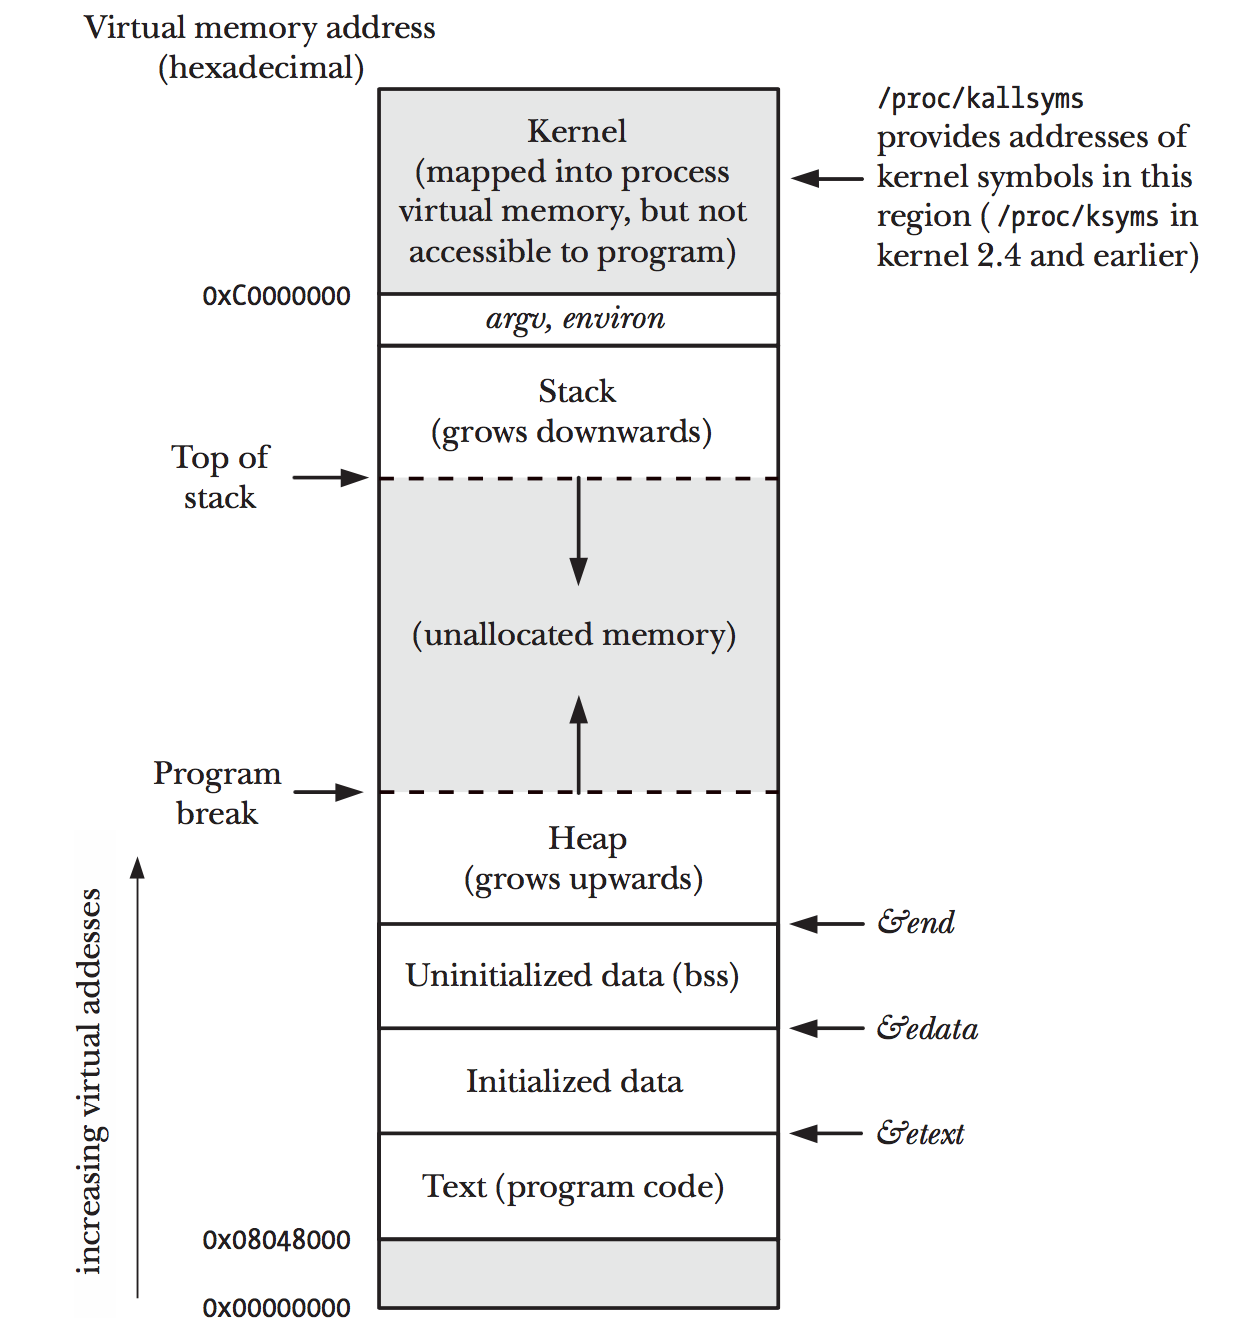 Virtual memory address
(hexadecimal)
Kernel
(mapped into process
virtual memory, but not
accessible to program)
/proc/kallsyms
provides addresses of
kernel symbols in this
region (/proc/ksyms in
kernel 2.4 and earlier)
0xC0000000
argv, environ
Stack
(grows downwards)
Top of
stack
(unallocated memory)
Program
break
Heap
(grows upwards)
&end
Uninitialized data (bss)
&edata
Initialized data
&etext
Text (program code)
0x08048000
0x00000000
increasing virtual addesses